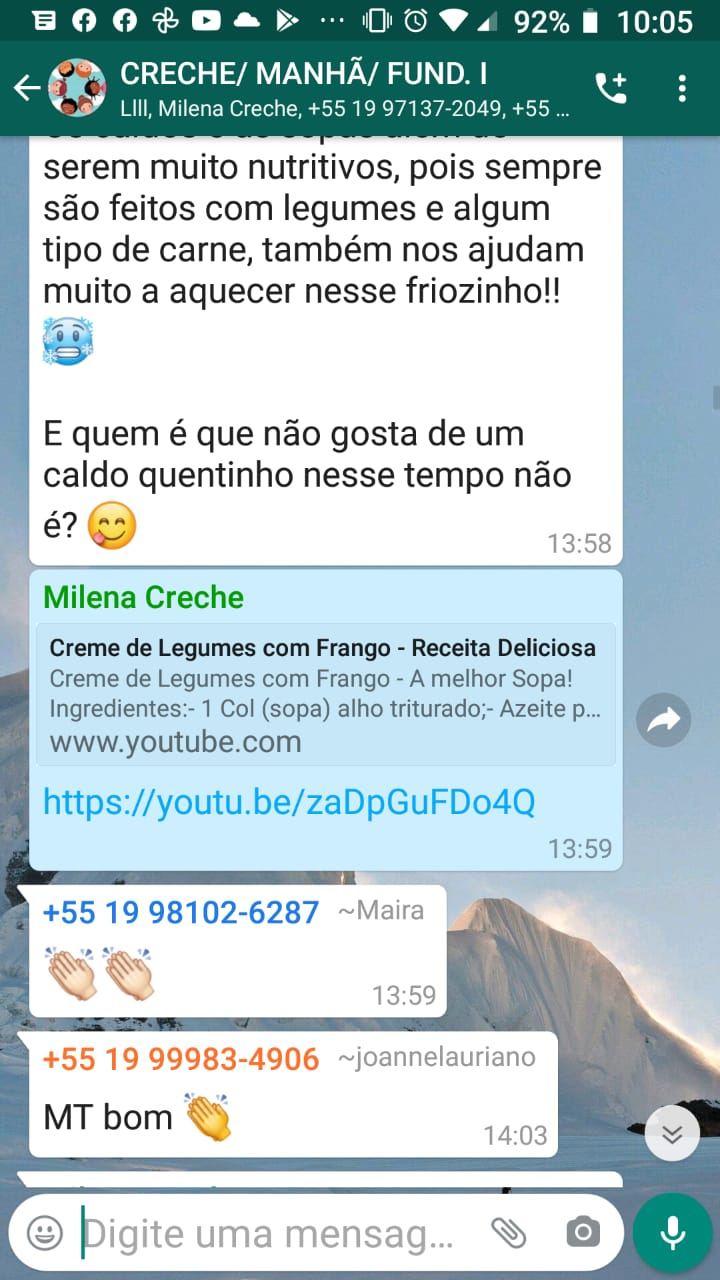 92% 10:05
CRECHE/ MANHÃ/ FUND. I
Llll, Milena Creche, +55 19 97137-2049, +55 ...
serem muito nutritivos, pois sempre
são feitos com legumes e algum
tipo de carne, também nos ajudam
muito a aquecer nesse friozinho!!
🥶
E quem é que não gosta de um
caldo quentinho nesse tempo não
é? 😋
13:58
Milena Creche
Creme de Legumes com Frango - Receita Deliciosa
Creme de Legumes com Frango - A melhor Sopa!
Ingredientes:- 1 Col (sopa) alho triturado;- Azeite p...
www.youtube.com
https://youtu.be/zaDpGuFDo4Q
13:59
+55 19 98102-6287 ~Maira
👏🏻👏🏻
13:59
+55 19 99983-4906 ~joannelauriano
MT bom 👏
14:03
Digite uma mensag...